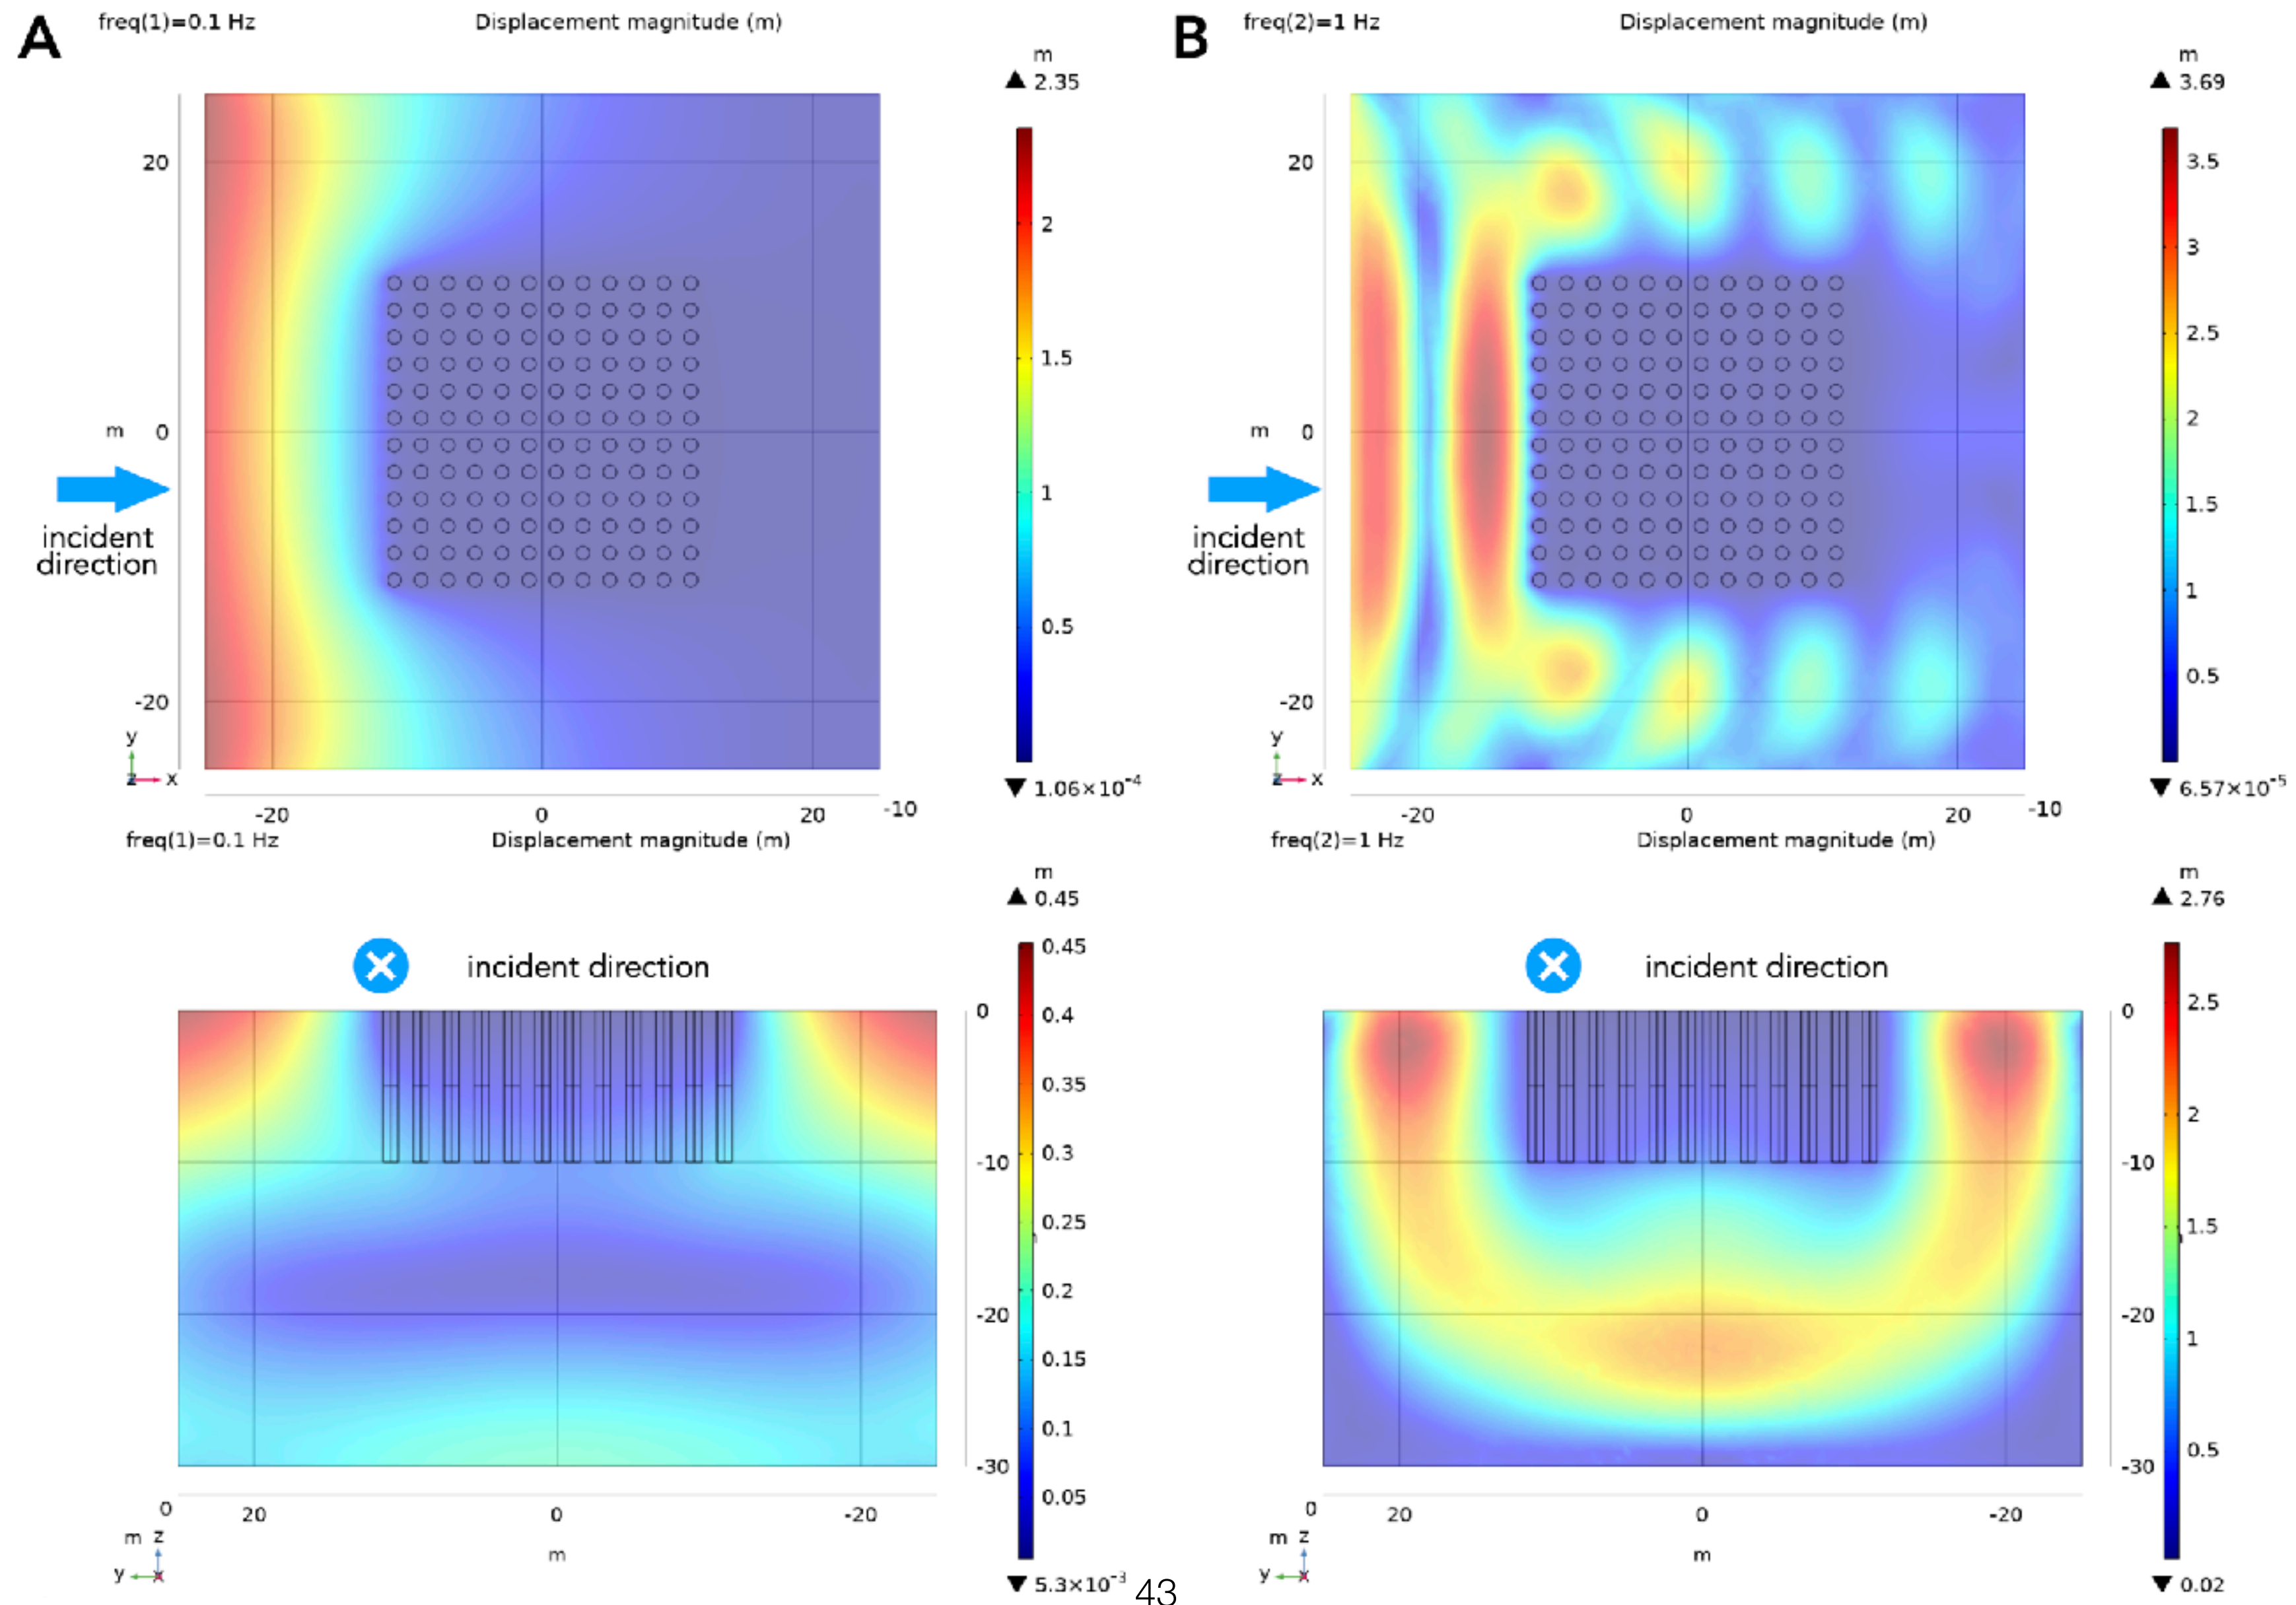 A
freq(1)=0.1 Hz
Displacement magnitude (m)
m
▲ 2.35
2
1.5
1
0.5
▼ 1.06×10⁻⁴
20
m 0
-20
incident
direction
y
z x
-20 0 20 -10
B
freq(2)=1 Hz
Displacement magnitude (m)
m
▲ 3.69
3.5
3
2.5
2
1.5
1
0.5
▼ 6.57×10⁻⁵
20
m 0
-20
incident
direction
y
z x
-20 0 20 -10
freq(1)=0.1 Hz
Displacement magnitude (m)
m
▲ 0.45
incident direction
0.45
0.4
0.35
0.3
0.25
0.2
0.15
0.1
0.05
▼ 5.3×10⁻³
0
-10
-20
-30
0 20 0 -20
m z
y x
m
freq(2)=1 Hz
Displacement magnitude (m)
m
▲ 2.76
incident direction
2.5
2
1.5
1
0.5
▼ 0.02
0
-10
-20
-30
0 20 0 -20
m z
y x
m
43